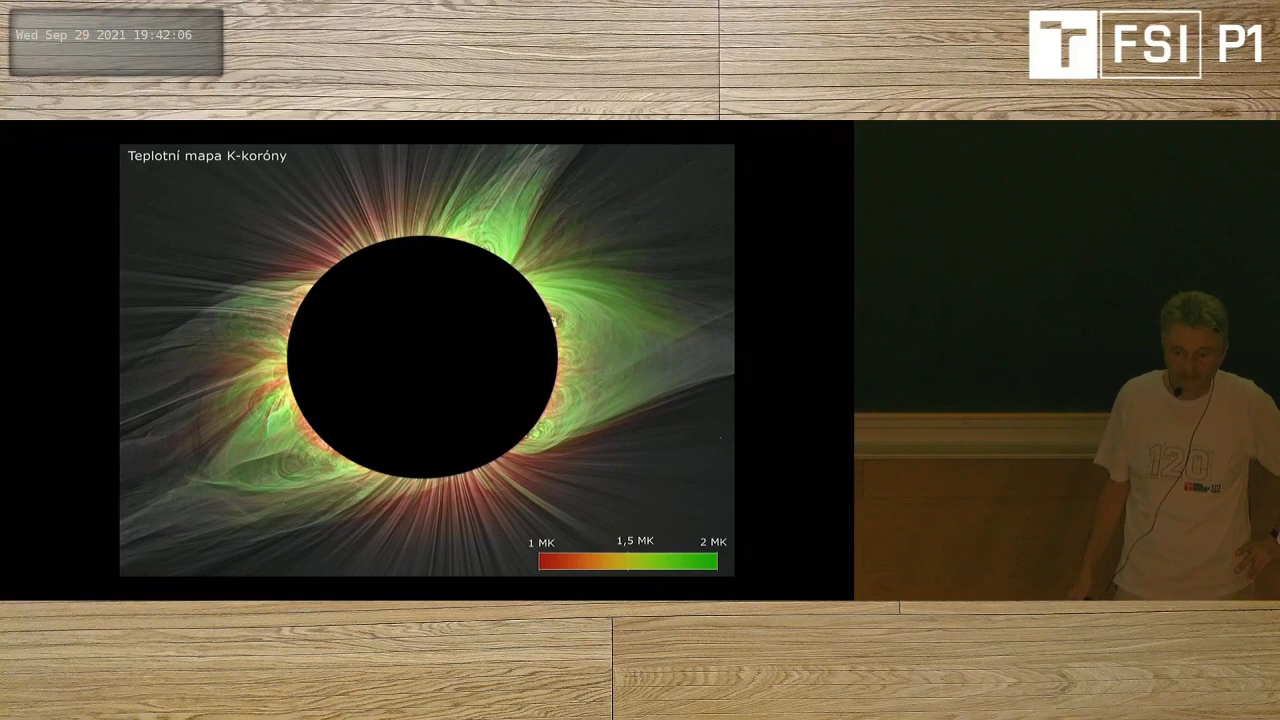 Wed Sep 29 2021 19:42:06
FSI P1
Teplotní mapa K-koróny
1 MK 1,5 MK 2 MK
120